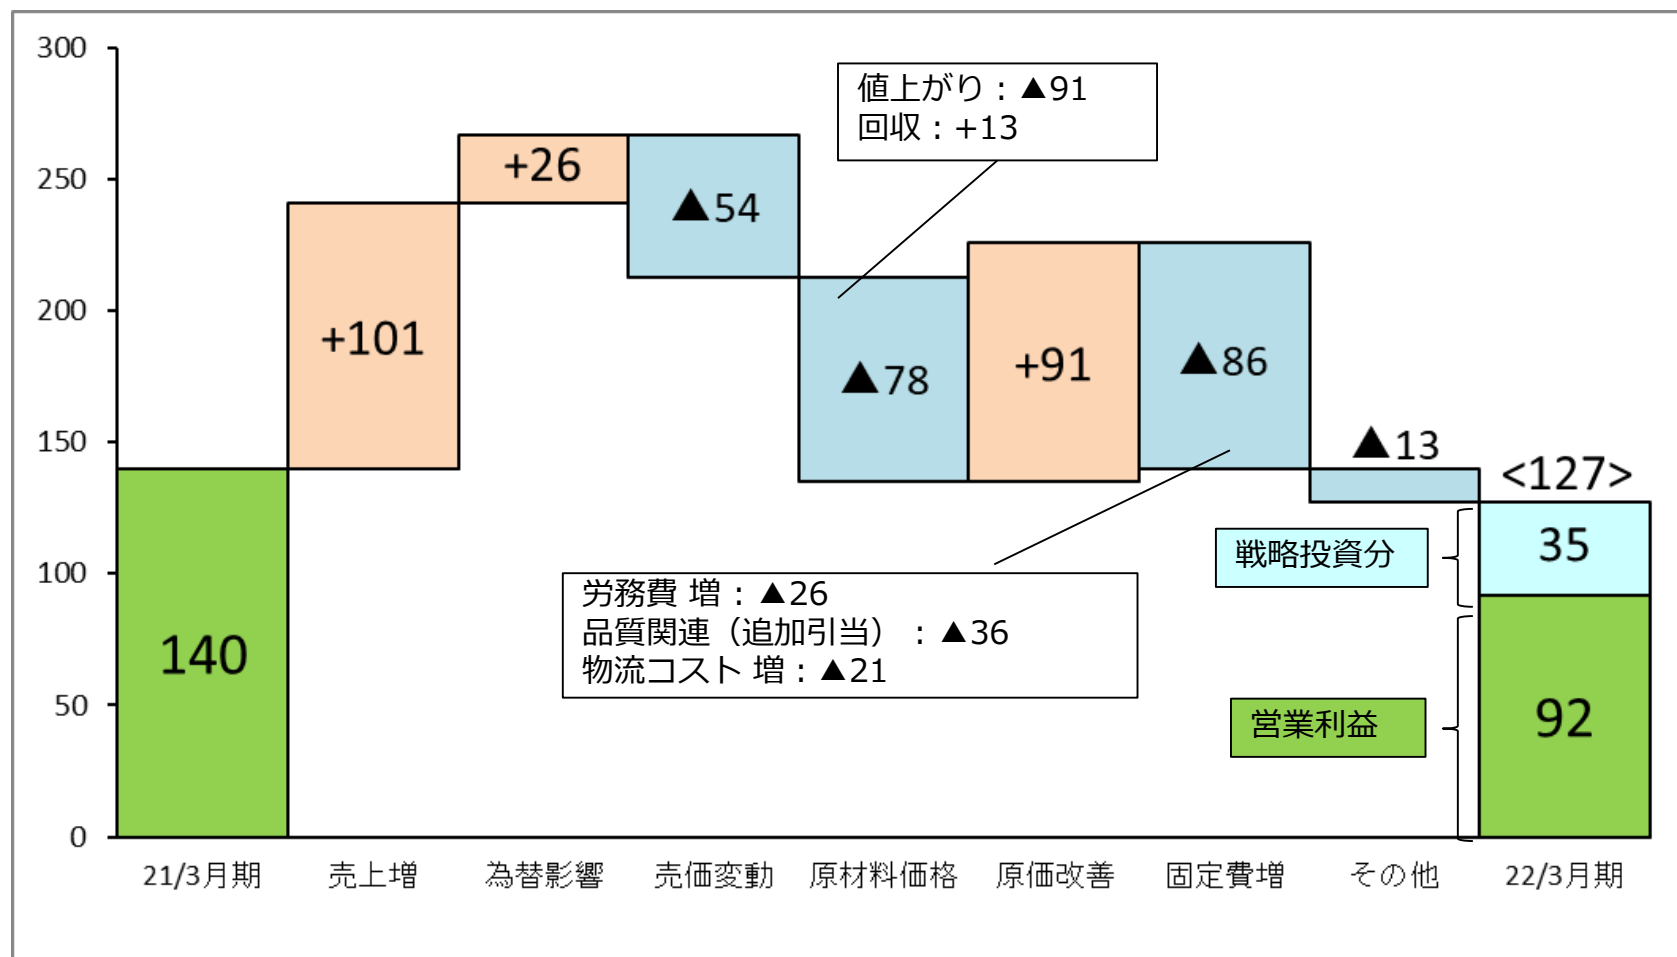 300
250
200
150
100
50
0
値上がり：▲91
回収：+13
+26
▲54
+101
▲78
+91
▲86
▲13
<127>
35
戦略投資分
労務費 増：▲26
品質関連（追加引当）：▲36
物流コスト 増：▲21
140
営業利益
92
21/3月期
売上増
為替影響
売価変動
原材料価格
原価改善
固定費増
その他
22/3月期